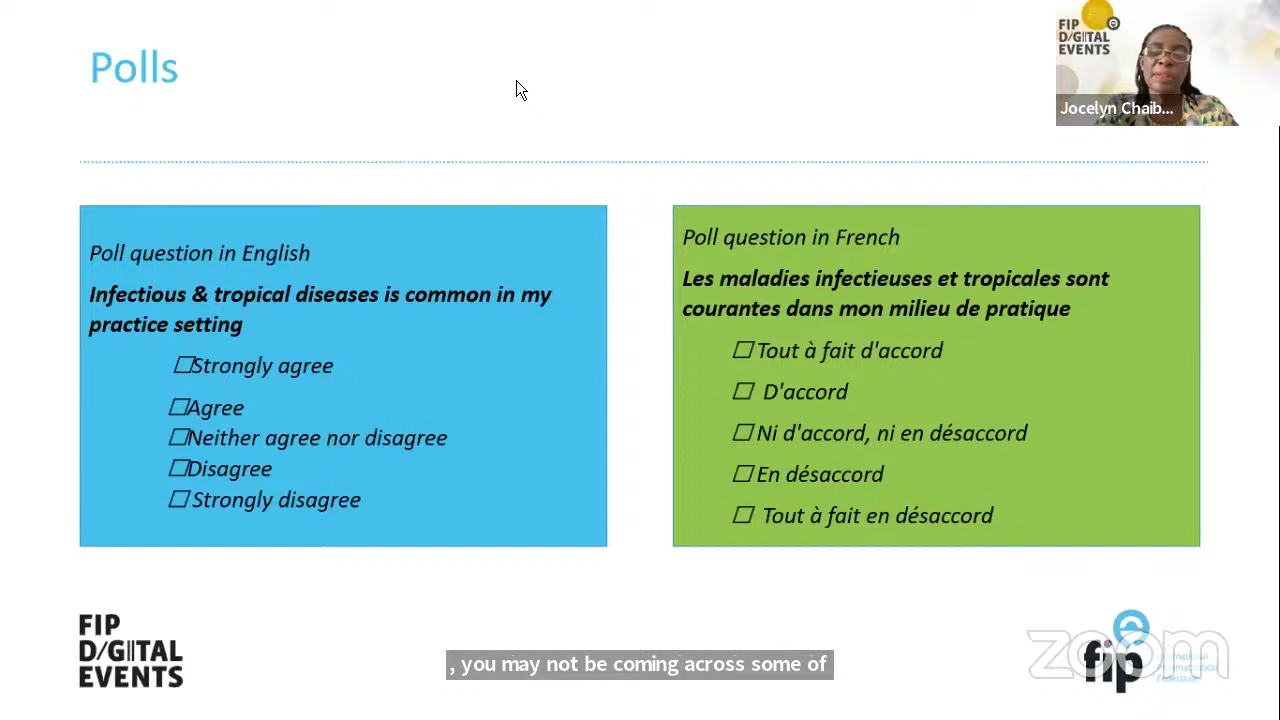 Polls
FIP
D/G/TAL
EVENTS
Jocelyn Chaib...
Poll question in English
Infectious & tropical diseases is common in my
practice setting
☐Strongly agree
☐Agree
☐Neither agree nor disagree
☐Disagree
☐ Strongly disagree
Poll question in French
Les maladies infectieuses et tropicales sont
courantes dans mon milieu de pratique
☐ Tout à fait d'accord
☐ D'accord
☐ Ni d'accord, ni en désaccord
☐ En désaccord
☐ Tout à fait en désaccord
FIP
D/G/TAL
EVENTS
, you may not be coming across some of
zoom
fip
International
Pharmaceutical
Federation